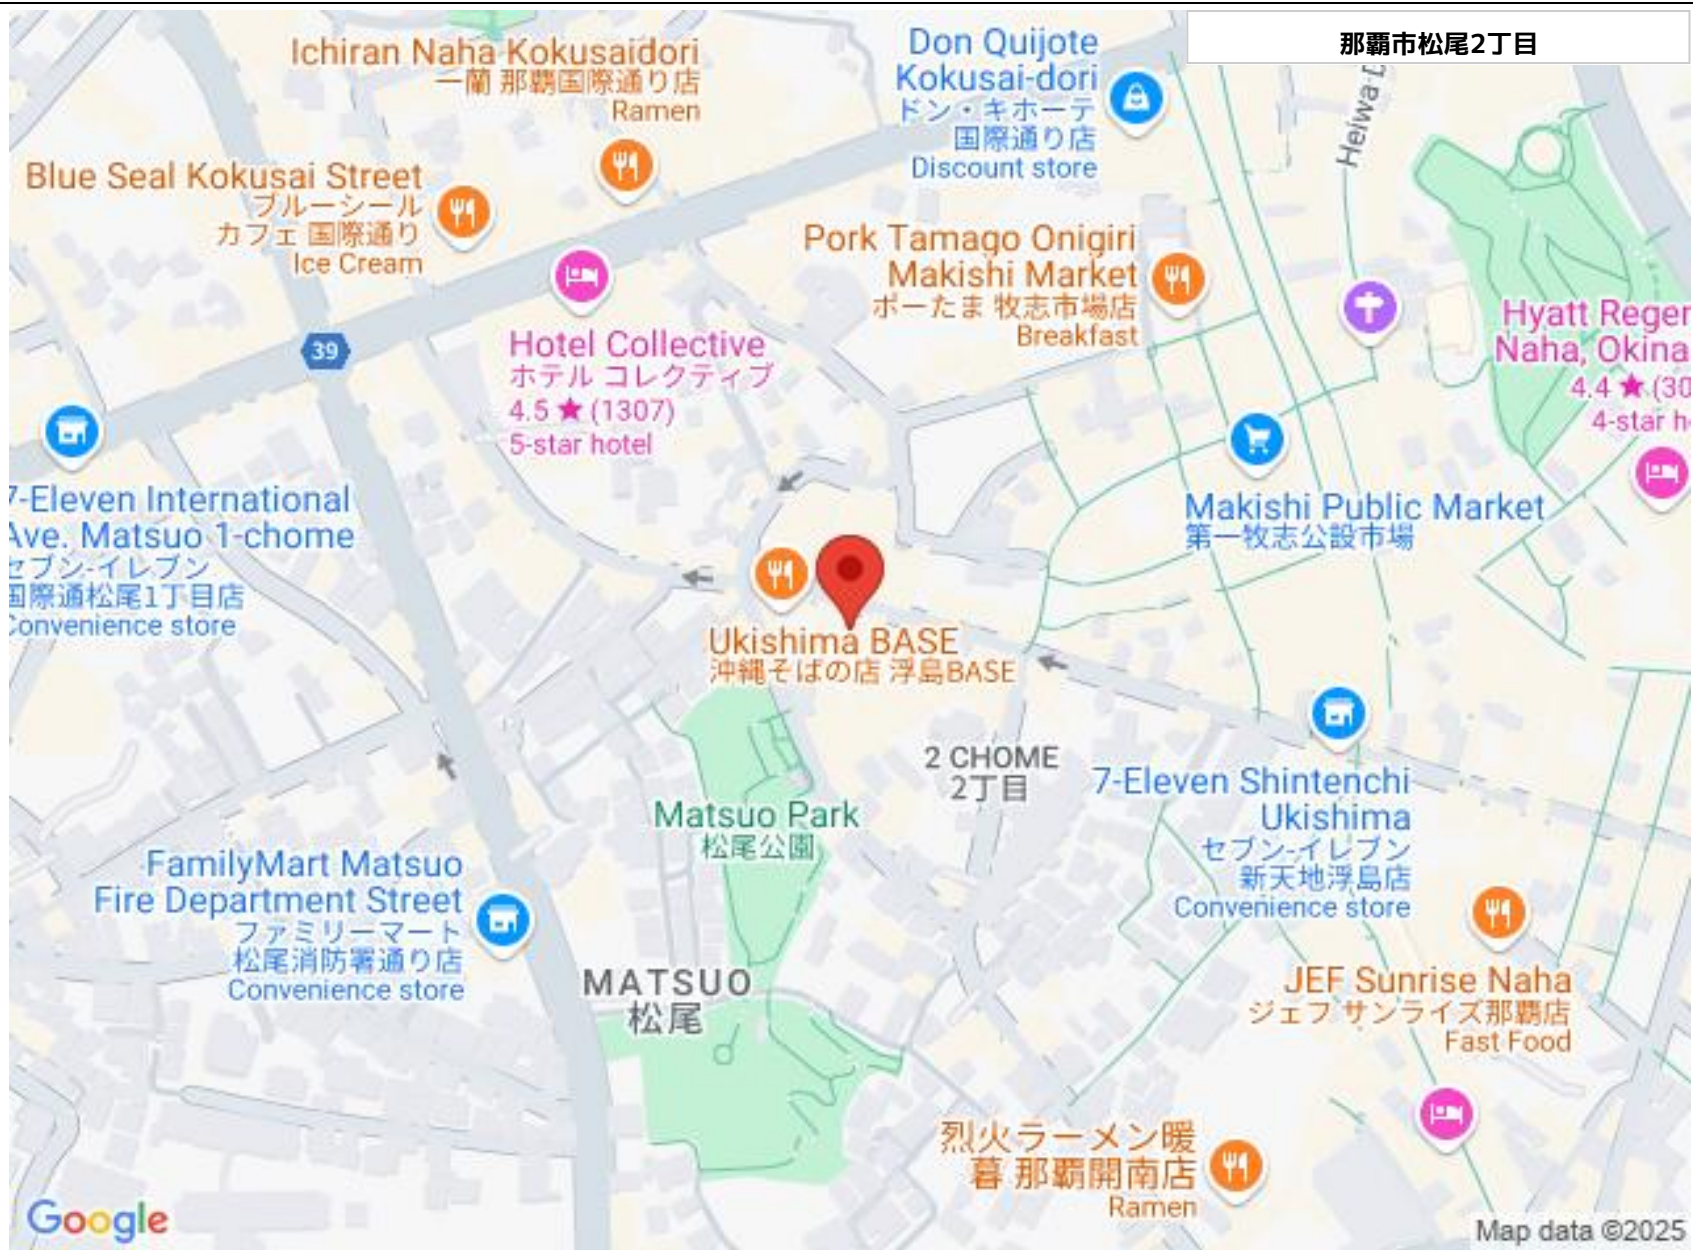 那覇市松尾2丁目
Ichiran Naha Kokusaidori
一蘭 那覇国際通り店
Ramen
Don Quijote
Kokusai-dori
ドン・キホーテ
国際通り店
Discount store
Heiwa
Blue Seal Kokusai Street
ブルーシール
カフェ 国際通り
Ice Cream
Pork Tamago Onigiri
Makishi Market
ポーたま 牧志市場店
Breakfast
39
Hotel Collective
ホテル コレクティブ
4.5 ★ (1307)
5-star hotel
Hyatt Reger
Naha, Okina
4.4 ★ (30
4-star h
7-Eleven International
Ave. Matsuo 1-chome
セブン-イレブン
国際通松尾1丁目店
Convenience store
Makishi Public Market
第一牧志公設市場
Ukishima BASE
沖縄そばの店 浮島BASE
2 CHOME
2丁目
7-Eleven Shintenchi
Ukishima
セブン-イレブン
新天地浮島店
Convenience store
Matsuo Park
松尾公園
FamilyMart Matsuo
Fire Department Street
ファミリーマート
松尾消防署通り店
Convenience store
MATSUO
松尾
JEF Sunrise Naha
ジェフ サンライズ那覇店
Fast Food
烈火ラーメン暖
暮 那覇開南店
Ramen
Google
Map data ©2025